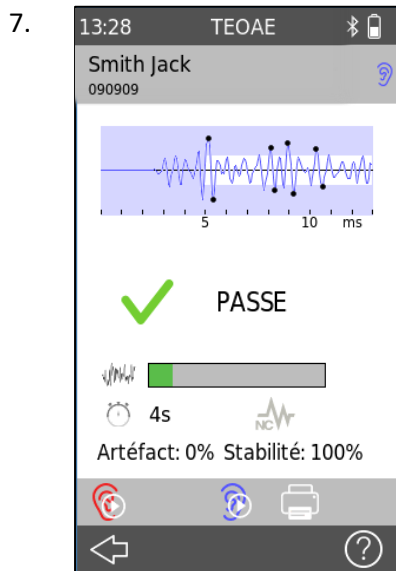 7.
13:28 TEOAE
Smith Jack
090909
5 10 ms
PASSE
4s NC
Artéfact: 0% Stabilité: 100%
?